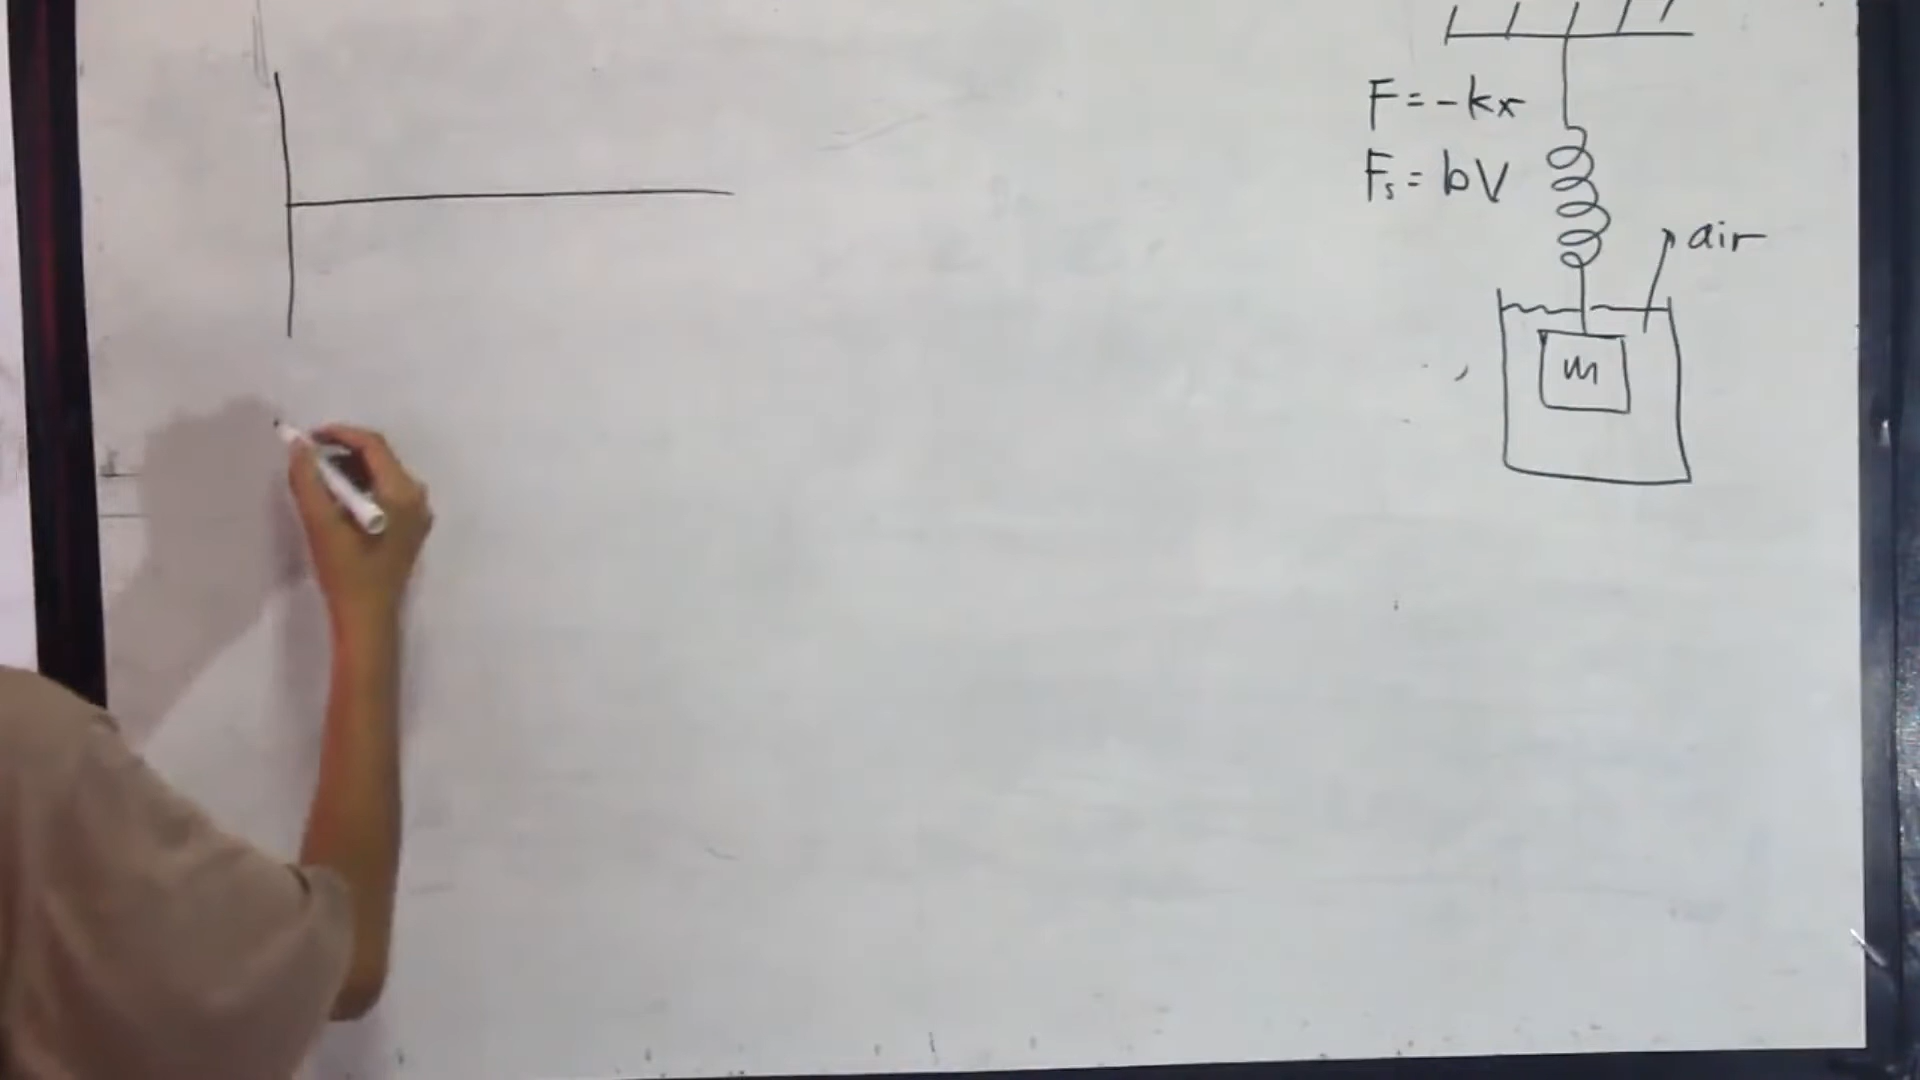 F = -kx
Fs = bV
air
m